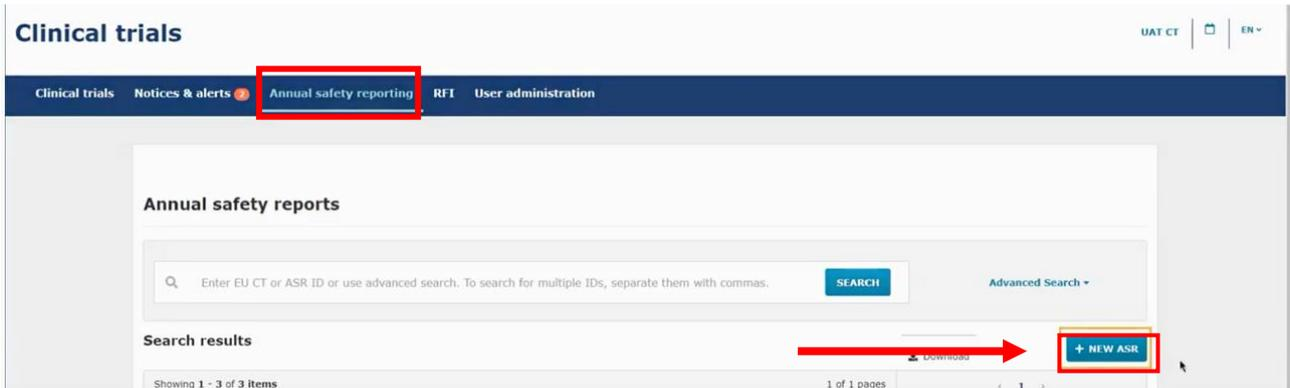 Clinical trials
UAT CT EN
Clinical trials Notices & alerts 2 Annual safety reporting RFI User administration
Annual safety reports
Enter EU CT or ASR ID or use advanced search. To search for multiple IDs, separate them with commas. SEARCH Advanced Search
Search results
Download + NEW ASR
Showing 1 - 3 of 3 items 1 of 1 pages < 1 >